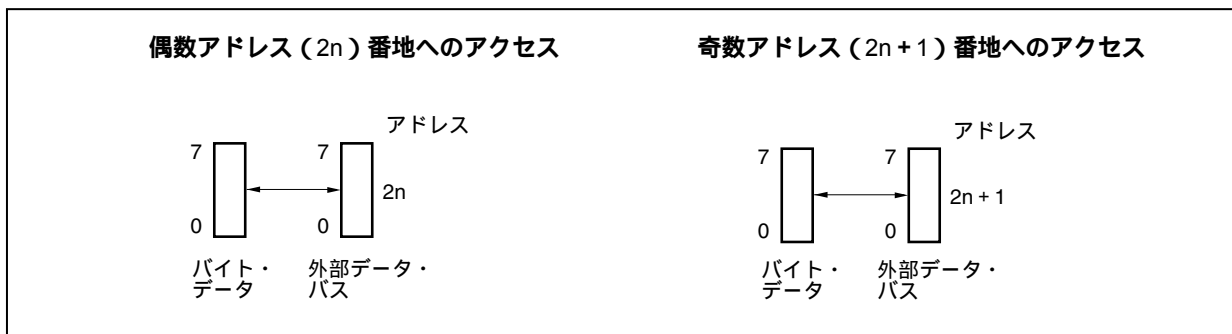 偶数アドレス（2n）番地へのアクセス
アドレス
7
7
2n
0
0
バイト・
データ
外部データ・
バス
奇数アドレス（2n + 1）番地へのアクセス
アドレス
7
7
2n + 1
0
0
バイト・
データ
外部データ・
バス